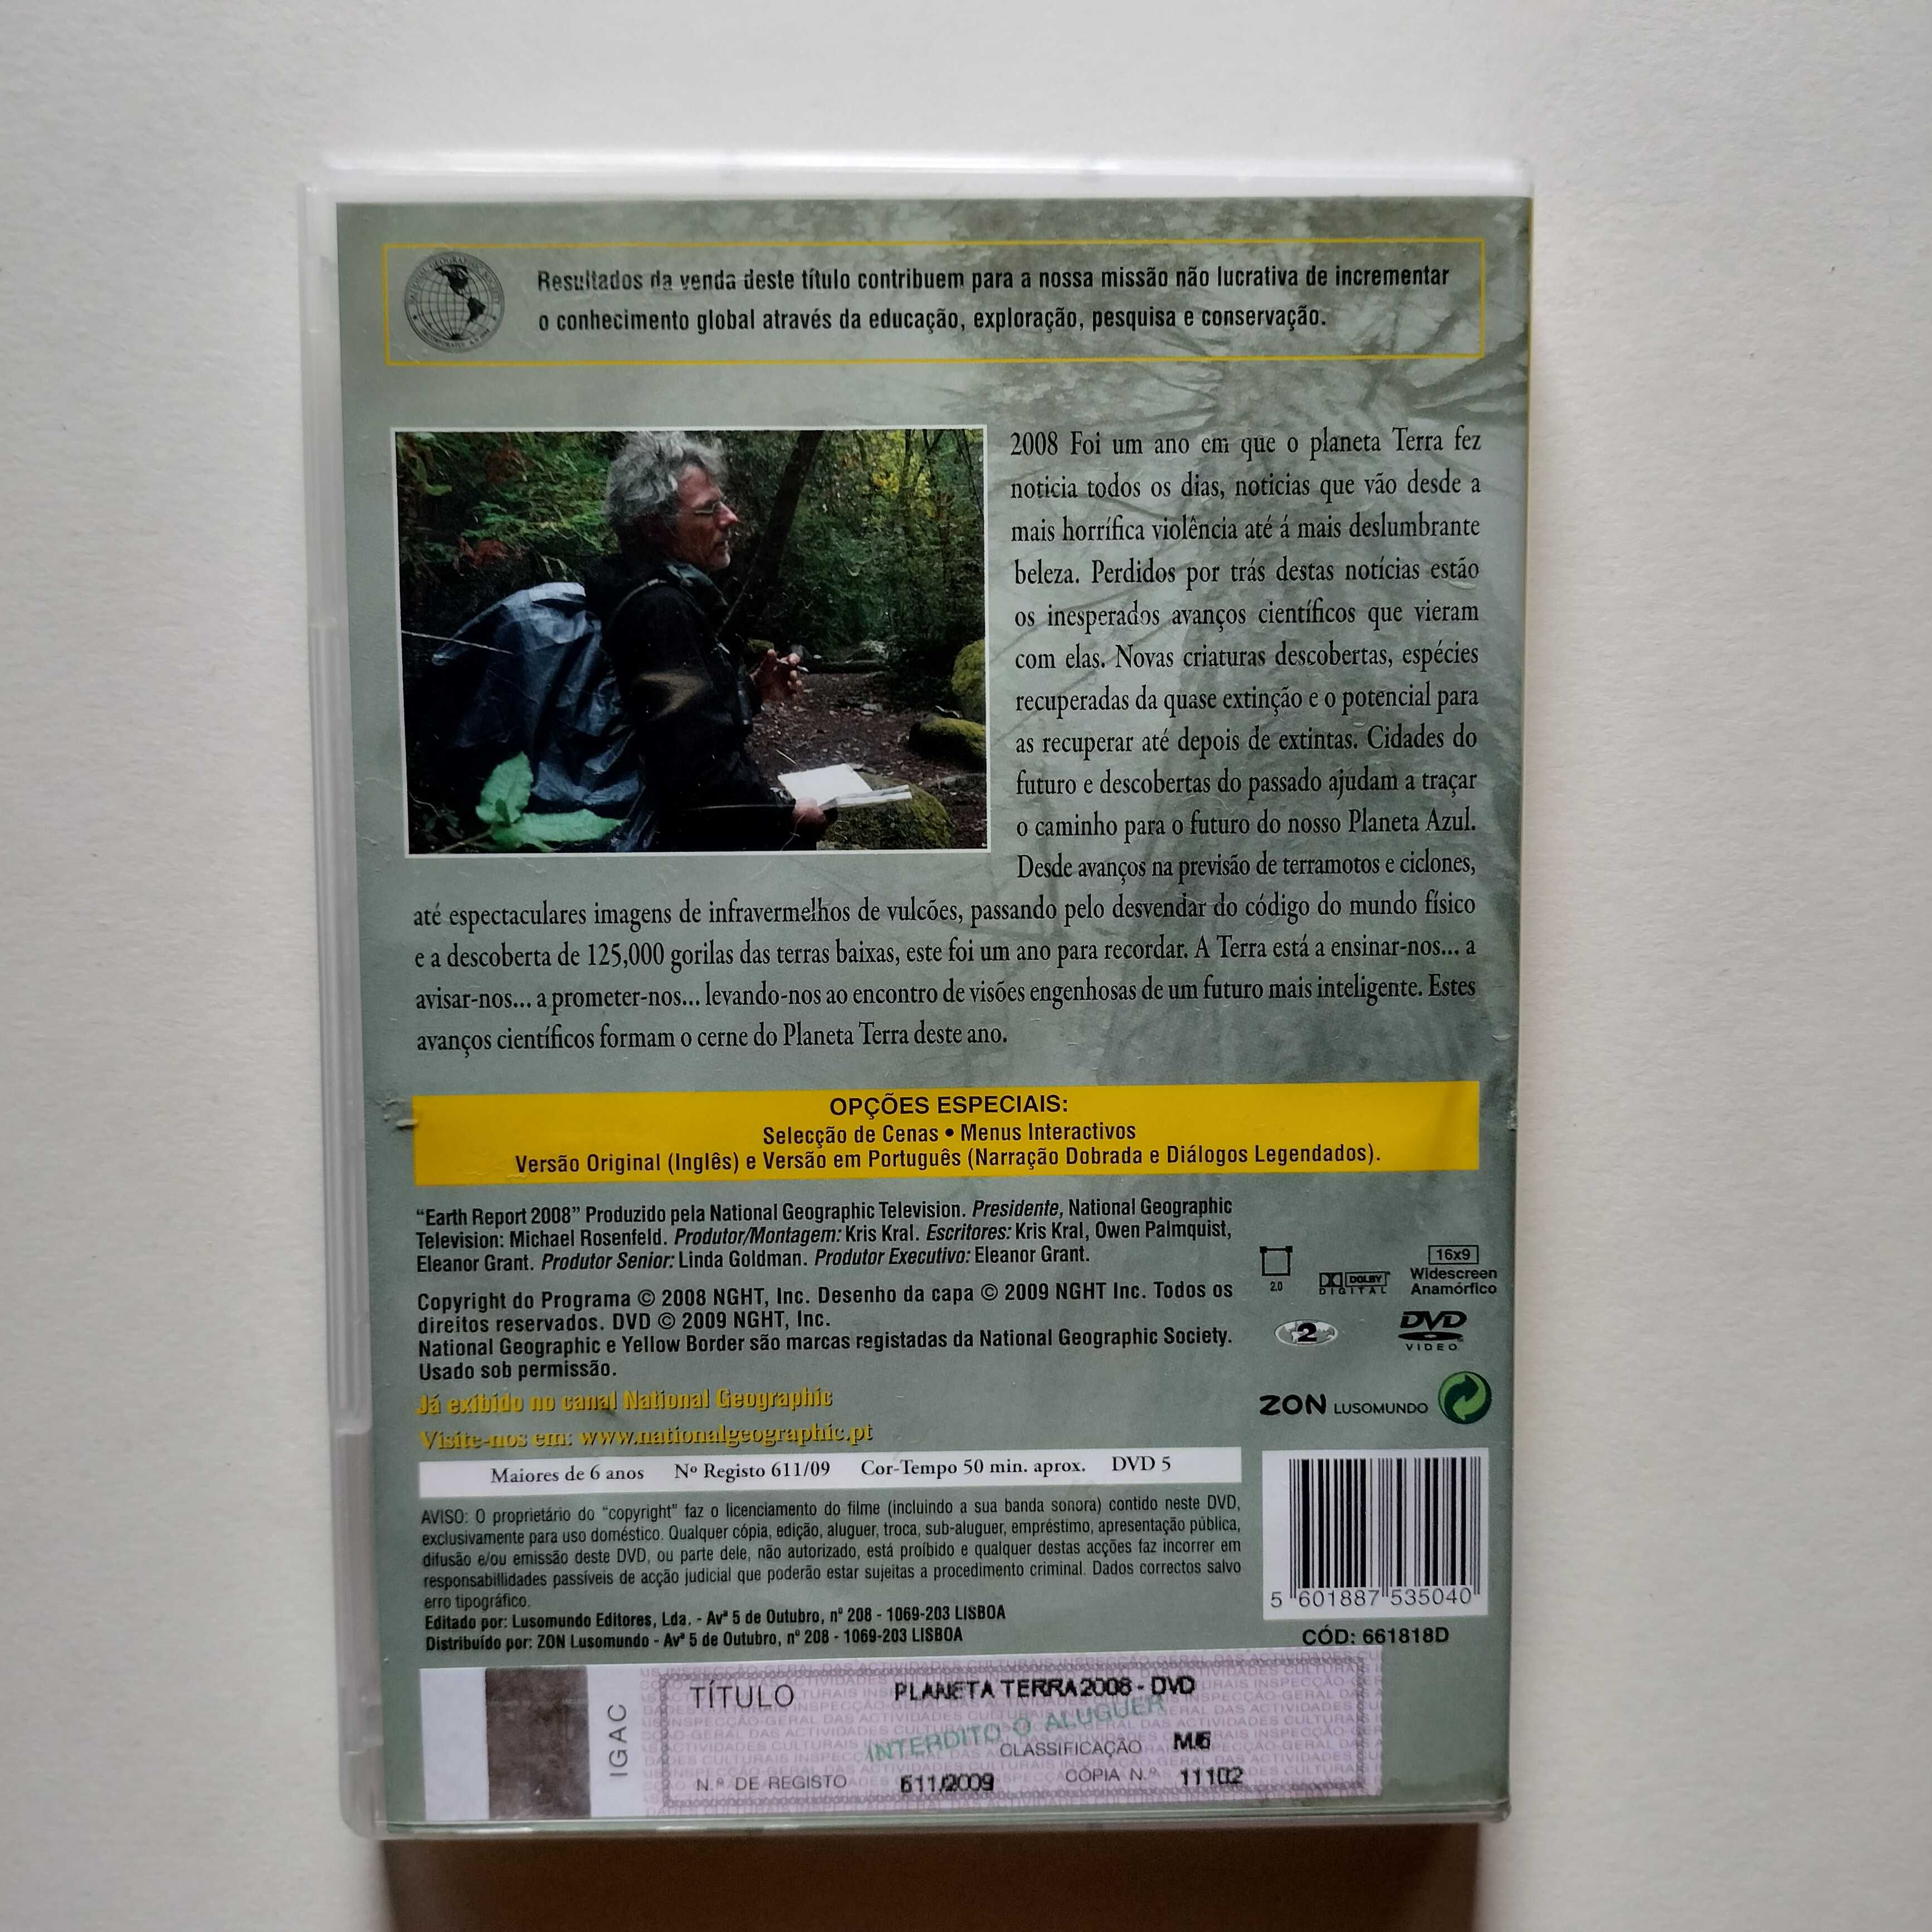 Resultados da venda deste título contribuem para a nossa missão não lucrativa de incrementar
o conhecimento global através da educação, exploração, pesquisa e conservação.
2008 Foi um ano em que o planeta Terra fez
noticia todos os dias, noticias que vão desde a
mais horrífica violência até á mais deslumbrante
beleza. Perdidos por trás destas notícias estão
os inesperados avanços científicos que vieram
com elas. Novas criaturas descobertas, espécies
recuperadas da quase extinção e o potencial para
as recuperar até depois de extintas. Cidades do
futuro e descobertas do passado ajudam a traçar
o caminho para o futuro do nosso Planeta Azul.
Desde avanços na previsão de terramotos e ciclones,
até espectaculares imagens de infravermelhos de vulcões, passando pelo desvendar do código do mundo físico
e a descoberta de 125,000 gorilas das terras baixas, este foi um ano para recordar. A Terra está a ensinar-nos... a
avisar-nos... a prometer-nos... levando-nos ao encontro de visões engenhosas de um futuro mais inteligente. Estes
avanços científicos formam o cerne do Planeta Terra deste ano.
OPÇÕES ESPECIAIS:
Selecção de Cenas • Menus Interactivos
Versão Original (Inglês) e Versão em Português (Narração Dobrada e Diálogos Legendados).
“Earth Report 2008” Produzido pela National Geographic Television. Presidente, National Geographic
Television: Michael Rosenfeld. Produtor/Montagem: Kris Kral. Escritores: Kris Kral, Owen Palmquist,
Eleanor Grant. Produtor Senior: Linda Goldman. Produtor Executivo: Eleanor Grant.
Copyright do Programa © 2008 NGHT, Inc. Desenho da capa © 2009 NGHT Inc. Todos os
direitos reservados. DVD © 2009 NGHT, Inc.
National Geographic e Yellow Border são marcas registadas da National Geographic Society.
Usado sob permissão.
2.0
DOLBY
DIGITAL
16x9
Widescreen
Anamórfico
2
DVD
VIDEO
Já exibido no canal National Geographic
Visite-nos em: www.nationalgeographic.pt
ZON LUSOMUNDO
Maiores de 6 anos Nº Registo 611/09 Cor-Tempo 50 min. aprox. DVD 5
AVISO: O proprietário do “copyright” faz o licenciamento do filme (incluindo a sua banda sonora) contido neste DVD,
exclusivamente para uso doméstico. Qualquer cópia, edição, aluguer, troca, sub-aluguer, empréstimo, apresentação pública,
difusão e/ou emissão deste DVD, ou parte dele, não autorizado, está proíbido e qualquer destas acções faz incorrer em
responsabillidades passíveis de acção judicial que poderão estar sujeitas a procedimento criminal. Dados correctos salvo
erro tipográfico.
Editado por: Lusomundo Editores, Lda. - Avª 5 de Outubro, nº 208 - 1069-203 LISBOA
Distribuído por: ZON Lusomundo - Avª 5 de Outubro, nº 208 - 1069-203 LISBOA
5 601887 535040
CÓD: 661818D
IGAC
TÍTULO PLANETA TERRA 2008 - DVD
INTERDITO O ALUGUER
CLASSIFICAÇÃO M/6
N.º DE REGISTO 611/2009 CÓPIA N.º 11102